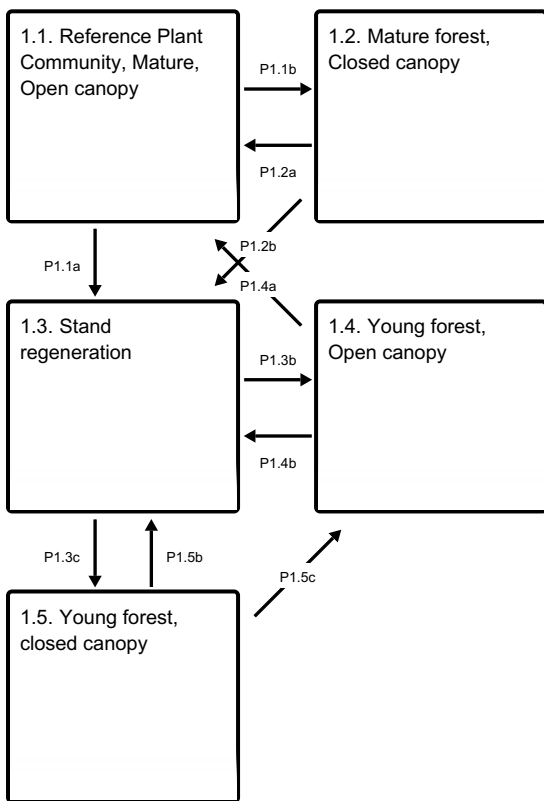 1.1. Reference Plant
Community, Mature,
Open canopy
P1.1b
1.2. Mature forest,
Closed canopy
P1.2a
P1.1a
P1.2b
P1.4a
1.3. Stand
regeneration
P1.3b
1.4. Young forest,
Open canopy
P1.4b
P1.3c
P1.5b
P1.5c
1.5. Young forest,
closed canopy